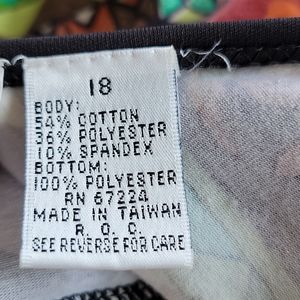 18
BODY:
54% COTTON
36% POLYESTER
10% SPANDEX
BOTTOM:
100% POLYESTER
RN 67224
MADE IN TAIWAN
R. O. C.
SEE REVERSE FOR CARE